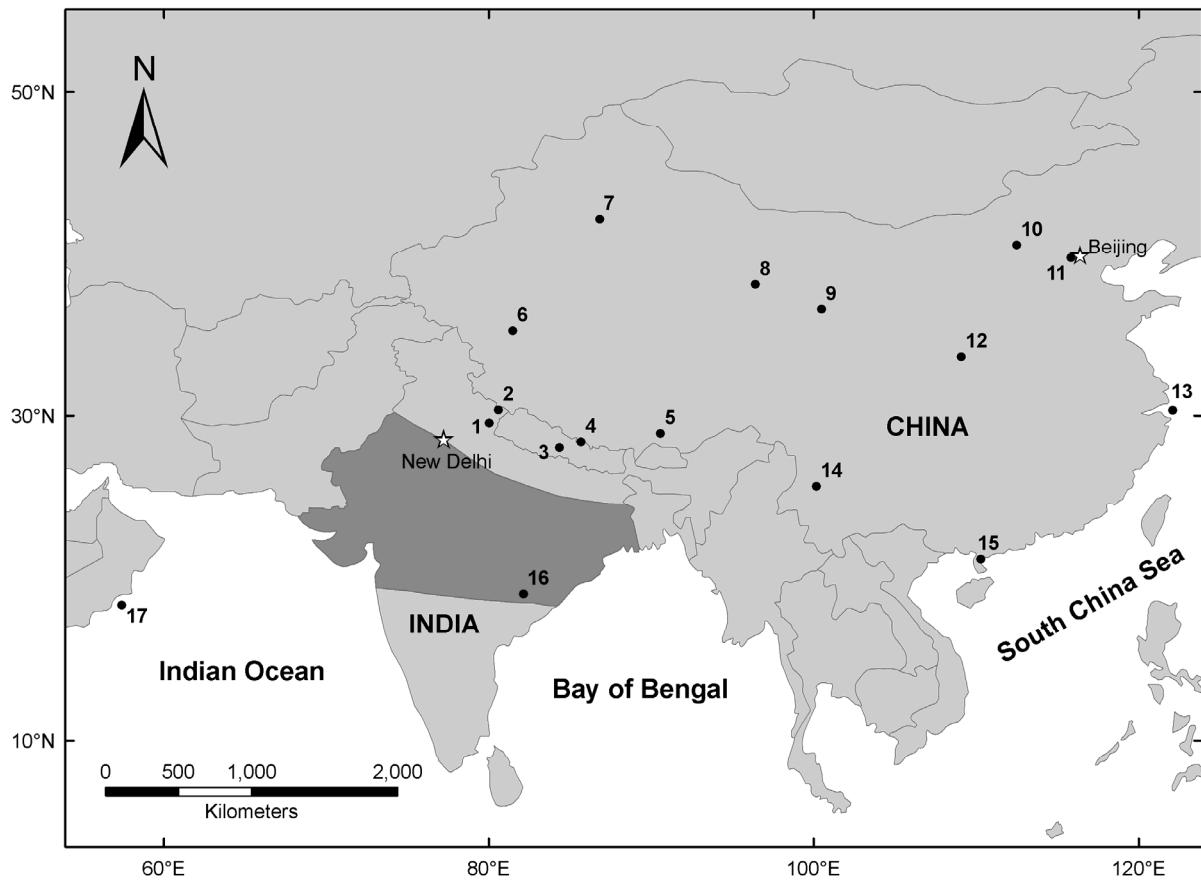 N
50°N
7
10
Beijing
11
8
9
6
12
13
30°N
2
1
4
5
3
CHINA
New Delhi
14
15
16
17
INDIA
South China Sea
Indian Ocean
Bay of Bengal
10°N
0 500 1,000 2,000
Kilometers
60°E 80°E 100°E 120°E